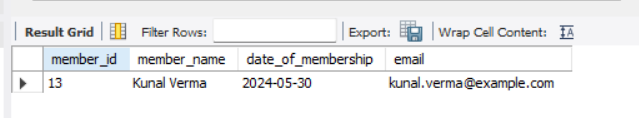 Result Grid Filter Rows: Export: Wrap Cell Content: IA
member_id member_name date_of_membership email
13 Kunal Verma 2024-05-30 kunal.verma@example.com